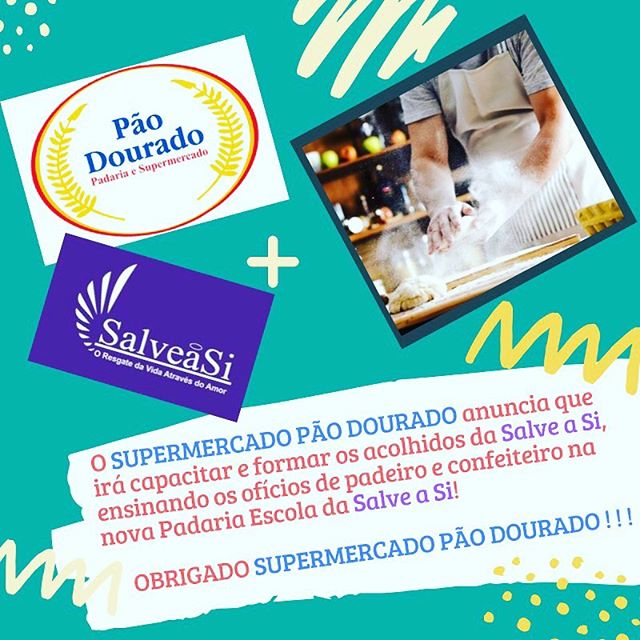 Pão
Dourado
Padaria e Supermercado
SalveaSi
O Resgate da Vida Através do Amor
O SUPERMERCADO PÃO DOURADO anuncia que
irá capacitar e formar os acolhidos da Salve a Si,
ensinando os ofícios de padeiro e confeiteiro na
nova Padaria Escola da Salve a Si!
OBRIGADO SUPERMERCADO PÃO DOURADO ! ! !